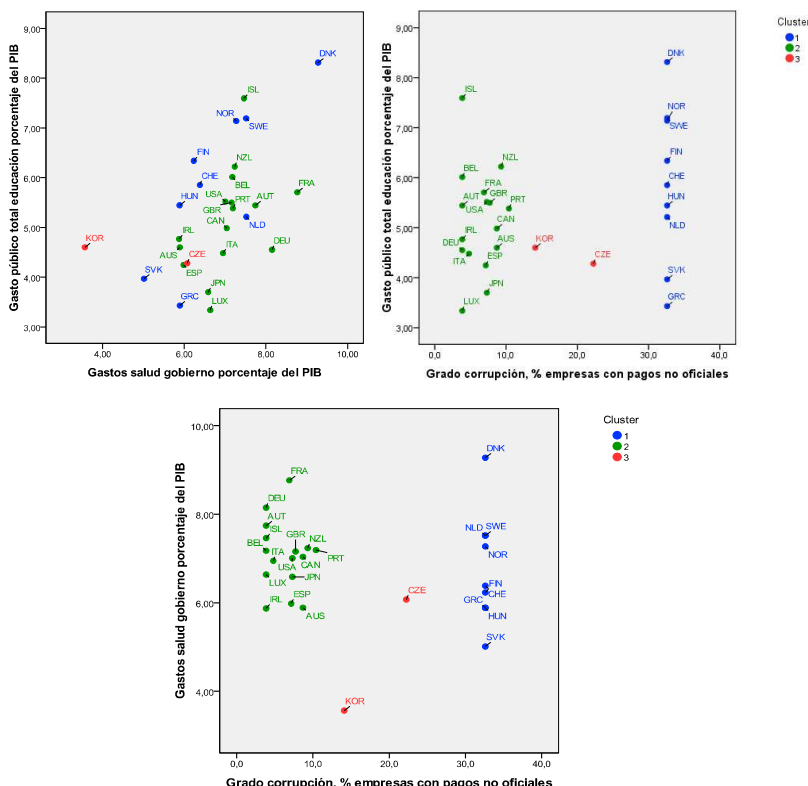 Gasto público total educación porcentaje del PIB
9,00
8,00
7,00
6,00
5,00
4,00
3,00
DNK
ISL
NOR
SWE
FIN
NZL
CHE
BEL
FRA
HUN
USA
PRT
AUT
GBR
NLD
CAN
IRL
KOR
ITA
DEU
AUS
CZE
ESP
SVK
JPN
GRC
LUX
4,00
6,00
8,00
10,00
Gastos salud gobierno porcentaje del PIB
Gasto público total educación porcentaje del PIB
9,00
8,00
7,00
6,00
5,00
4,00
3,00
DNK
ISL
NOR
SWE
FIN
NZL
BEL
CHE
FRA
AUT
GBR
PRT
HUN
USA
NLD
IRL
CAN
DEU
AUS
KOR
ITA
ESP
CZE
SVK
JPN
LUX
GRC
0,0
10,0
20,0
30,0
40,0
Grado corrupción, % empresas con pagos no oficiales
Cluster
1
2
3
Gastos salud gobierno porcentaje del PIB
10,00
8,00
6,00
4,00
DNK
FRA
DEU
AUT
ISL
GBR
NZL
NLD
SWE
BEL
ITA
PRT
NOR
USA
CAN
LUX
JPN
FIN
CHE
CZE
IRL
ESP
GRC
AUS
HUN
SVK
KOR
0,0
10,0
20,0
30,0
40,0
Grado corrupción, % empresas con pagos no oficiales
Cluster
1
2
3